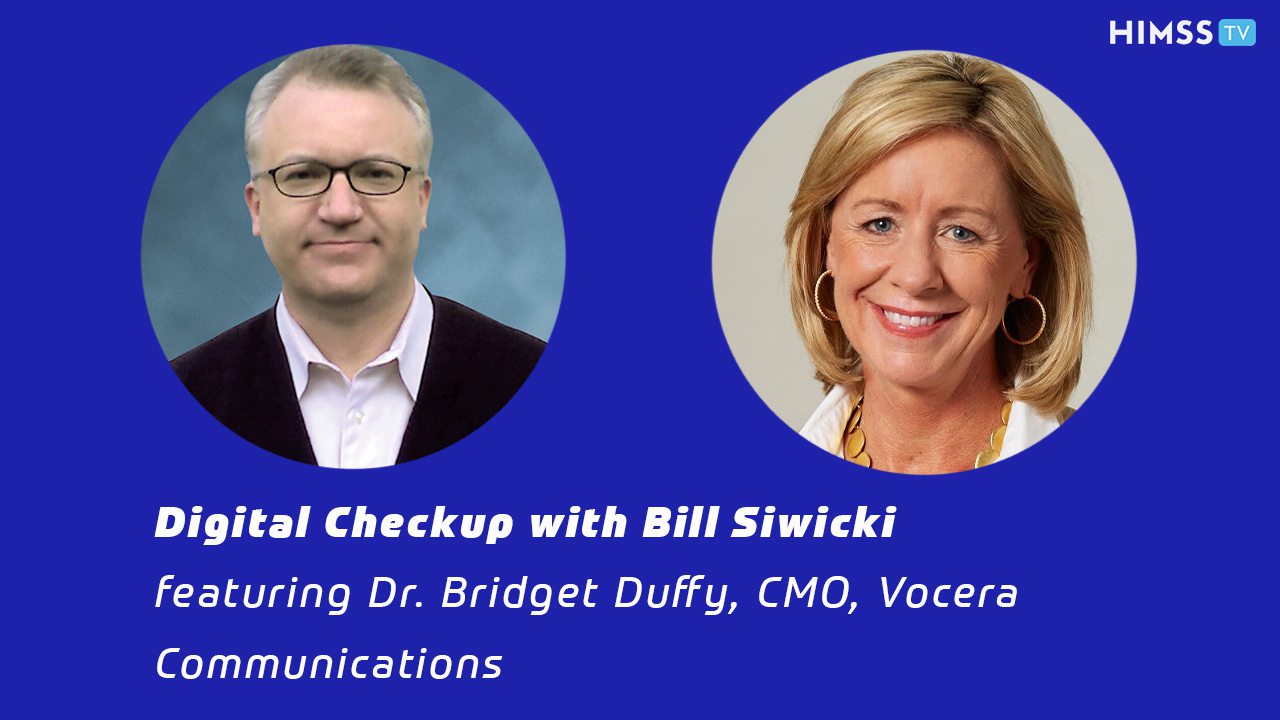 HIMSS TV
Digital Checkup with Bill Siwicki
featuring Dr. Bridget Duffy, CMO, Vocera
Communications